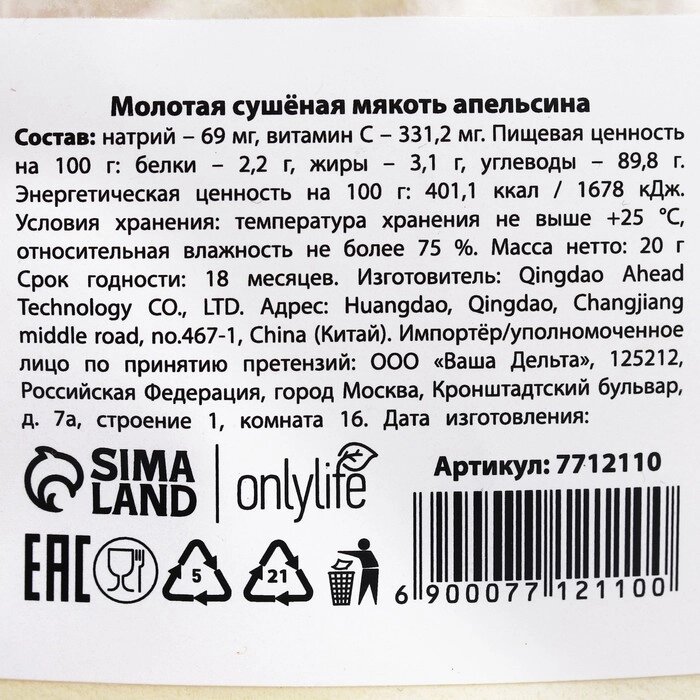 Молотая сушёная мякоть апельсина
Состав: натрий – 69 мг, витамин С – 331,2 мг. Пищевая ценность
на 100 г: белки – 2,2 г, жиры – 3,1 г, углеводы – 89,8 г.
Энергетическая ценность на 100 г: 401,1 ккал / 1678 кДж.
Условия хранения: температура хранения не выше +25 °С,
относительная влажность не более 75 %. Масса нетто: 20 г
Срок годности: 18 месяцев. Изготовитель: Qingdao Ahead
Technology CO., LTD. Адрес: Huangdao, Qingdao, Changjiang
middle road, no.467-1, China (Китай). Импортёр/уполномоченное
лицо по принятию претензий: ООО «Ваша Дельта», 125212,
Российская Федерация, город Москва, Кронштадтский бульвар,
д. 7а, строение 1, комната 16. Дата изготовления:
SIMA
LAND
onlylife
Артикул: 7712110
EAC
5
21
6 900077 121100